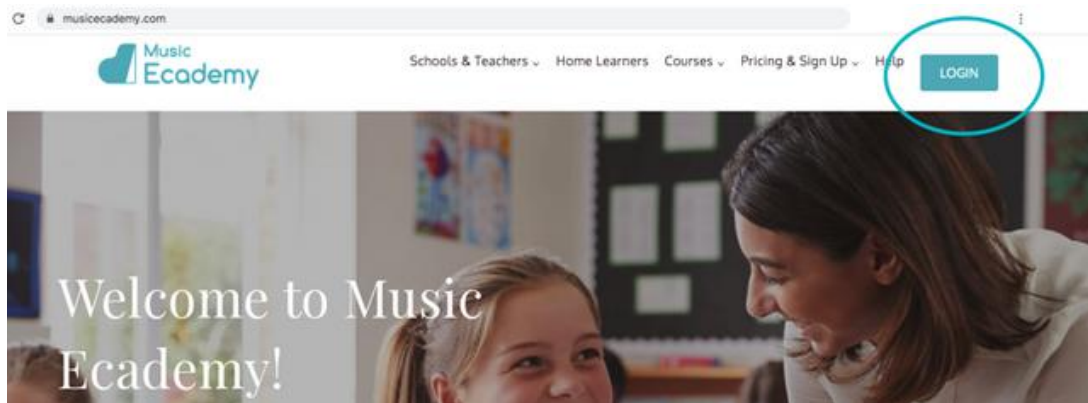 musicecademy.com
Music
Ecademy
Schools & Teachers Home Learners Courses Pricing & Sign Up Help LOGIN
Welcome to Music
Ecademy!